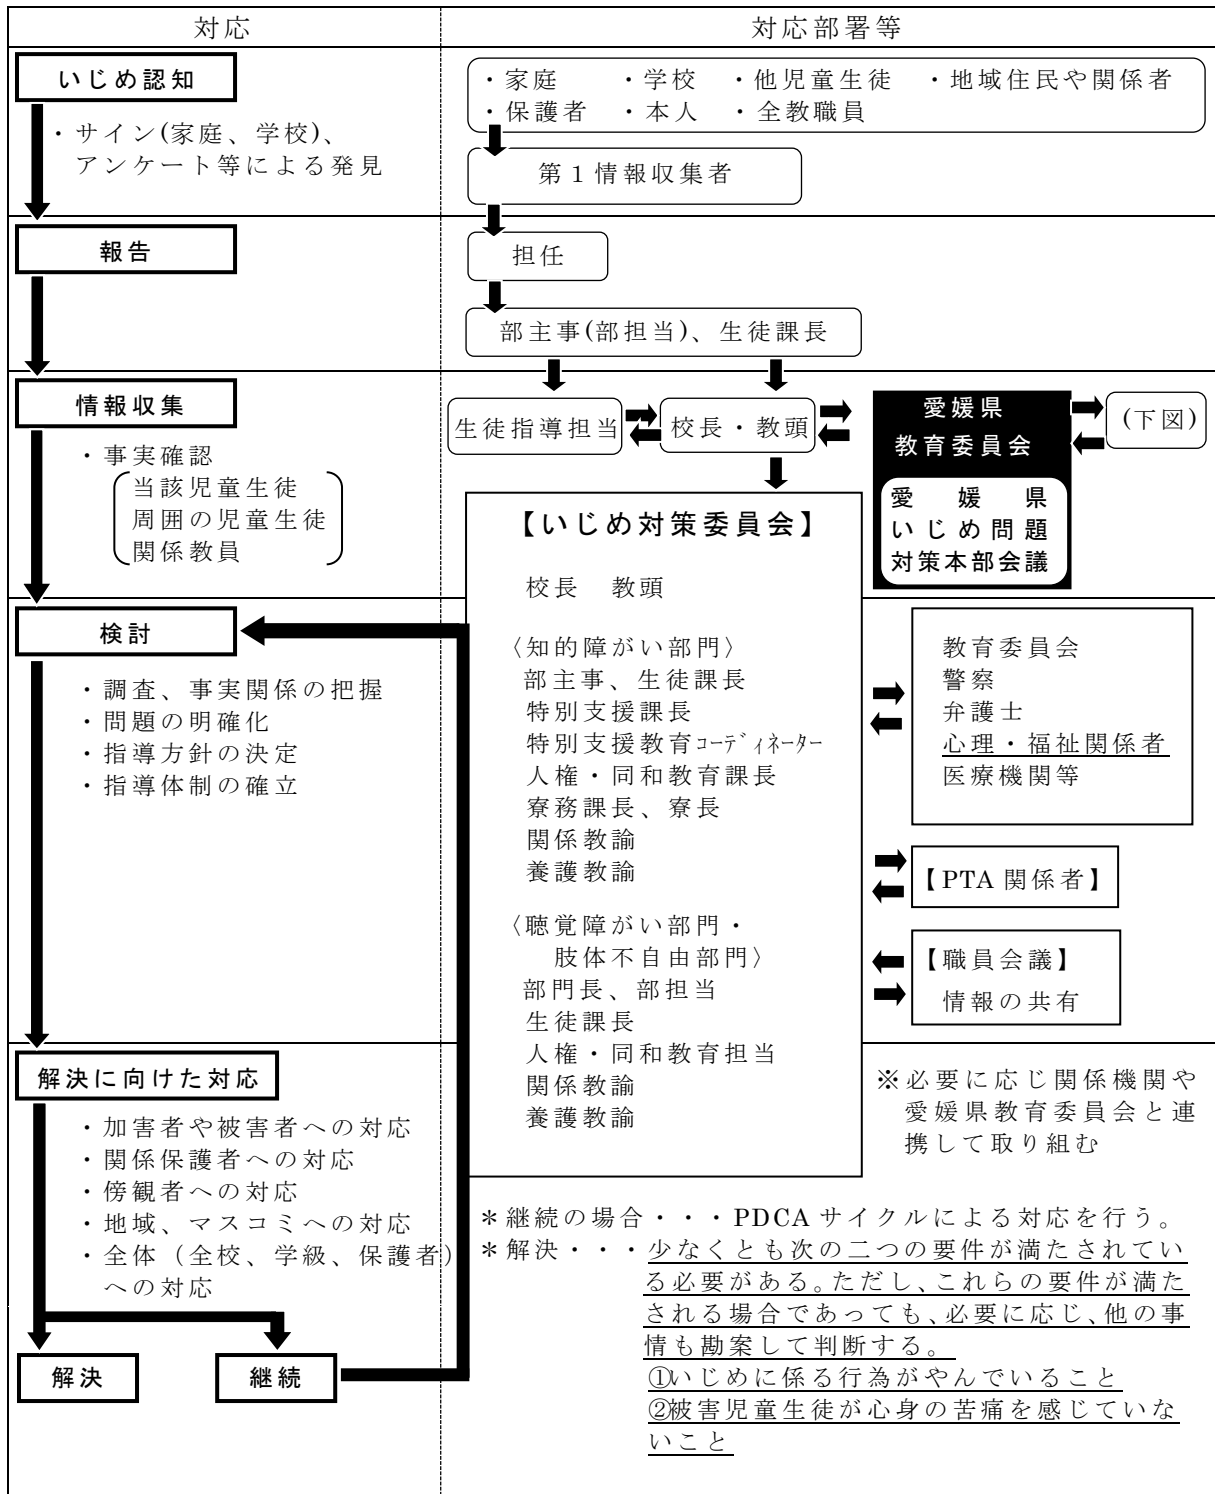 対応
対応部署等
いじめ認知
・サイン(家庭、学校)、
アンケート等による発見
・家庭　・学校　・他児童生徒　・地域住民や関係者
・保護者　・本人　・全教職員
第１情報収集者
報告
担任
部主事(部担当)、生徒課長
情報収集
・事実確認
当該児童生徒
周囲の児童生徒
関係教員
生徒指導担当
校長・教頭
愛媛県
教育委員会
愛媛県
いじめ問題
対策本部会議
(下図)
【いじめ対策委員会】
校長　教頭
〈知的障がい部門〉
部主事、生徒課長
特別支援課長
特別支援教育コーディネーター
人権・同和教育課長
寮務課長、寮長
関係教諭
養護教諭
〈聴覚障がい部門・
肢体不自由部門〉
部門長、部担当
生徒課長
人権・同和教育担当
関係教諭
養護教諭
検討
・調査、事実関係の把握
・問題の明確化
・指導方針の決定
・指導体制の確立
教育委員会
警察
弁護士
心理・福祉関係者
医療機関等
【PTA 関係者】
【職員会議】
情報の共有
解決に向けた対応
・加害者や被害者への対応
・関係保護者への対応
・傍観者への対応
・地域、マスコミへの対応
・全体（全校、学級、保護者）
への対応
※必要に応じ関係機関や
愛媛県教育委員会と連
携して取り組む
解決
継続
＊継続の場合・・・PDCA サイクルによる対応を行う。
＊解決・・・少なくとも次の二つの要件が満たされてい
る必要がある。ただし、これらの要件が満た
される場合であっても、必要に応じ、他の事
情も勘案して判断する。
①いじめに係る行為がやんでいること
②被害児童生徒が心身の苦痛を感じていな
いこと